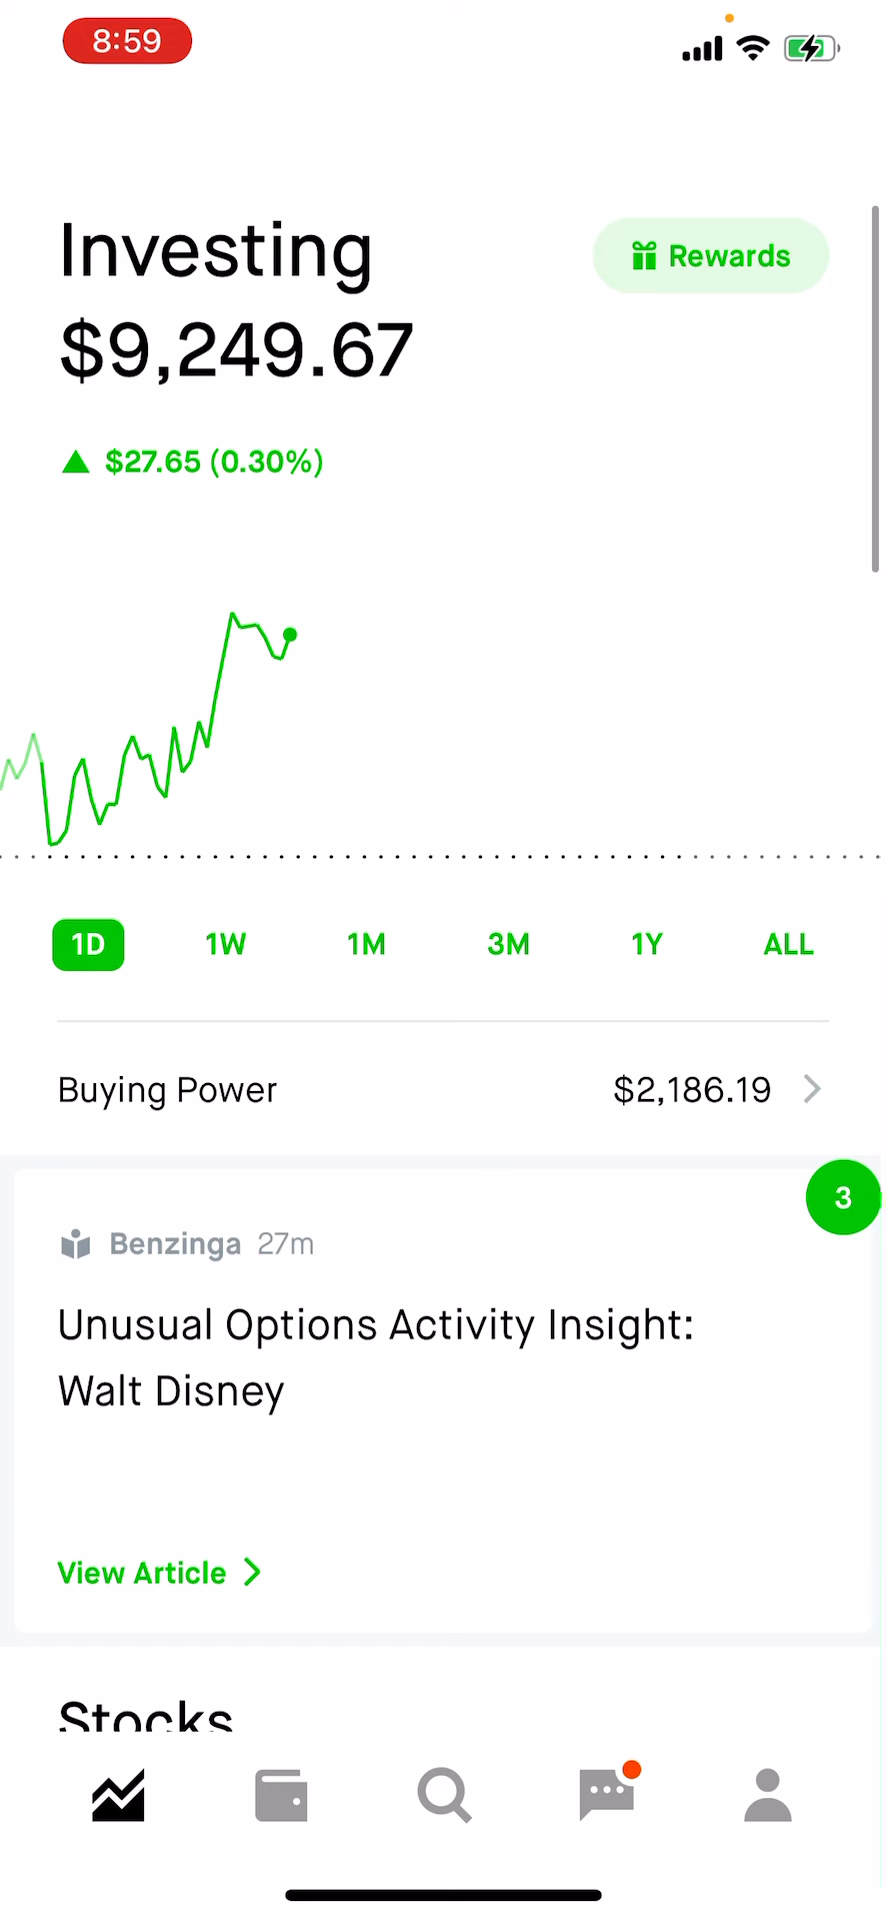 8:59
Investing
Rewards
$9,249.67
$27.65 (0.30%)
1D 1W 1M 3M 1Y ALL
Buying Power $2,186.19
3
Benzinga 27m
Unusual Options Activity Insight:
Walt Disney
View Article
Stocks